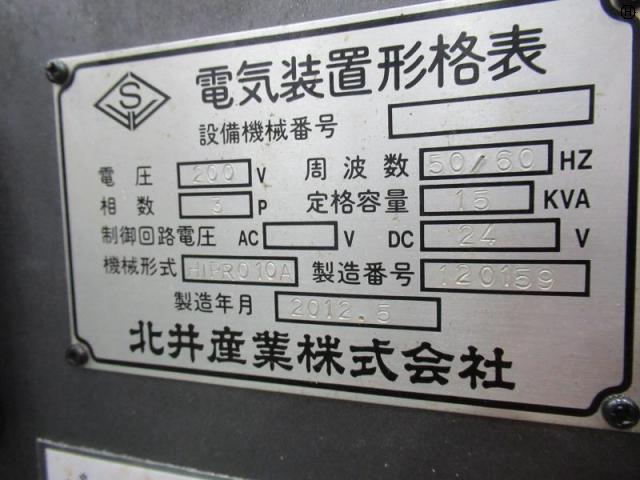 電気装置形格表
設備機械番号
電圧 200 V 周波数 50/60 HZ
相数 3 P 定格容量 15 KVA
制御回路電圧 AC V DC 24 V
機械形式 HiPRO10A 製造番号 120159
製造年月 2012.5
北井産業株式会社